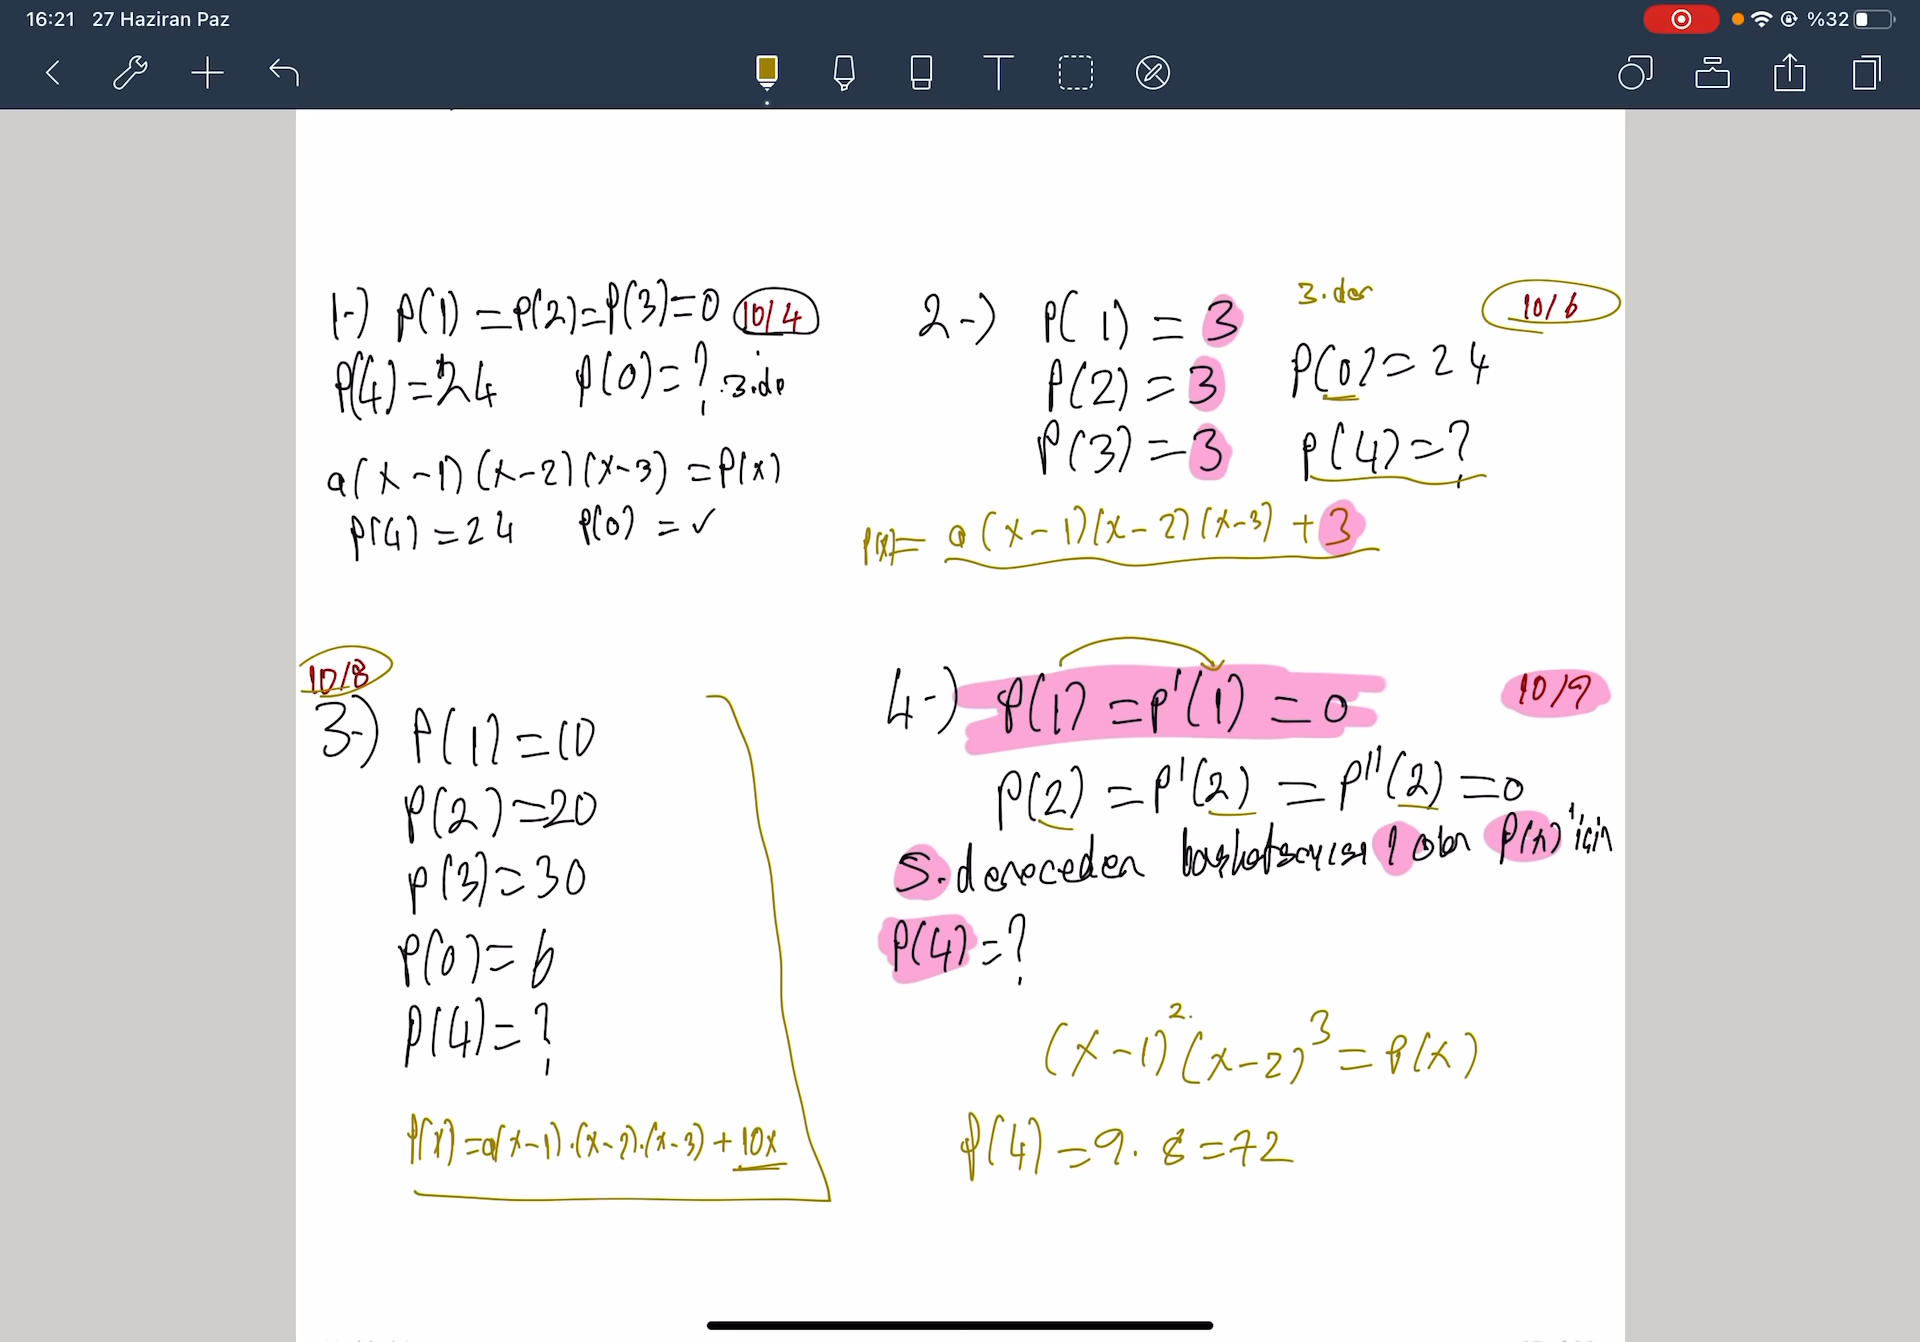 16:21 27 Haziran Paz %32
1-) P(1) = P(2) = P(3) = 0 10/4
P(4) = 24 P(0) = ? 3.de
a(x-1)(x-2)(x-3) = P(x)
P(4) = 24 P(0) = ✓
2-) P(1) = 3 3.der 10/6
P(2) = 3 P(0) = 24
P(3) = 3 P(4) = ?
P(x) = a(x-1)(x-2)(x-3) + 3
10/8
3-) P(1) = 10
P(2) = 20
P(3) = 30
P(0) = 6
P(4) = ?
P(x) = a(x-1).(x-2).(x-3) + 10x
4-) P(1) = P'(1) = 0 10/9
P(2) = P'(2) = P''(2) = 0
5. dereceden başkatsayısı 1 olan P(x) için
P(4) = ?
(x-1)²(x-2)³ = P(x)
P(4) = 9.8 = 72